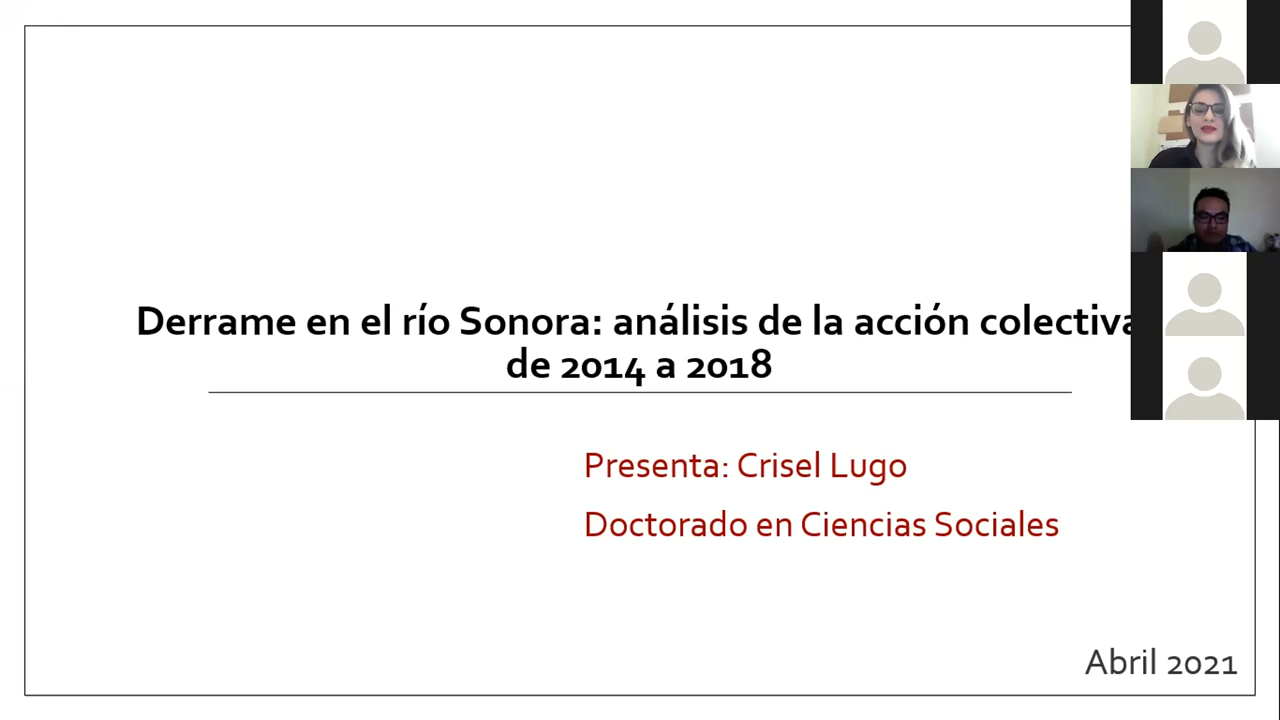 Derrame en el río Sonora: análisis de la acción colectiva
de 2014 a 2018
Presenta: Crisel Lugo
Doctorado en Ciencias Sociales
Abril 2021